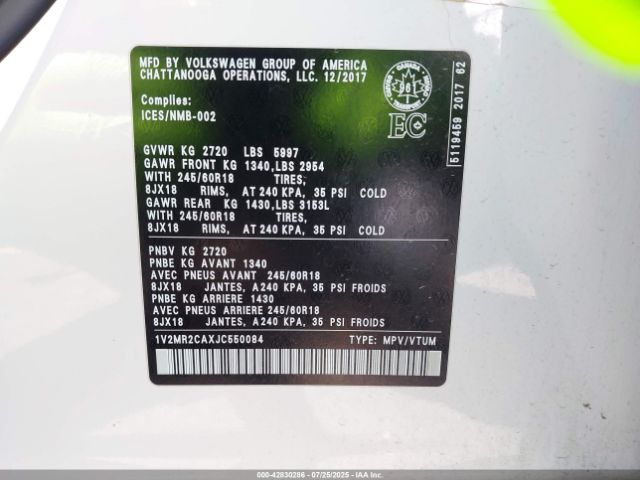 MFD BY VOLKSWAGEN GROUP OF AMERICA
CHATTANOOGA OPERATIONS, LLC. 12/2017
Complies:
ICES/NMB-002
CANADA
EC
5119459 2017 62
GVWR KG 2720 LBS 5997
GAWR FRONT KG 1340,LBS 2954
WITH 245/60R18 TIRES,
8JX18 RIMS, AT 240 KPA, 35 PSI COLD
GAWR REAR KG 1430,LBS 3153L
WITH 245/60R18 TIRES,
8JX18 RIMS, AT 240 KPA, 35 PSI COLD
PNBV KG 2720
PNBE KG AVANT 1340
AVEC PNEUS AVANT 245/60R18
8JX18 JANTES, A 240 KPA, 35 PSI FROIDS
PNBE KG ARRIERE 1430
AVEC PNEUS ARRIERE 245/60R18
8JX18 JANTES, A 240 KPA, 35 PSI FROIDS
1V2MR2CAXJC550084 TYPE: MPV/VTUM
000-42830286 - 07/25/2025 - IAAI.CA